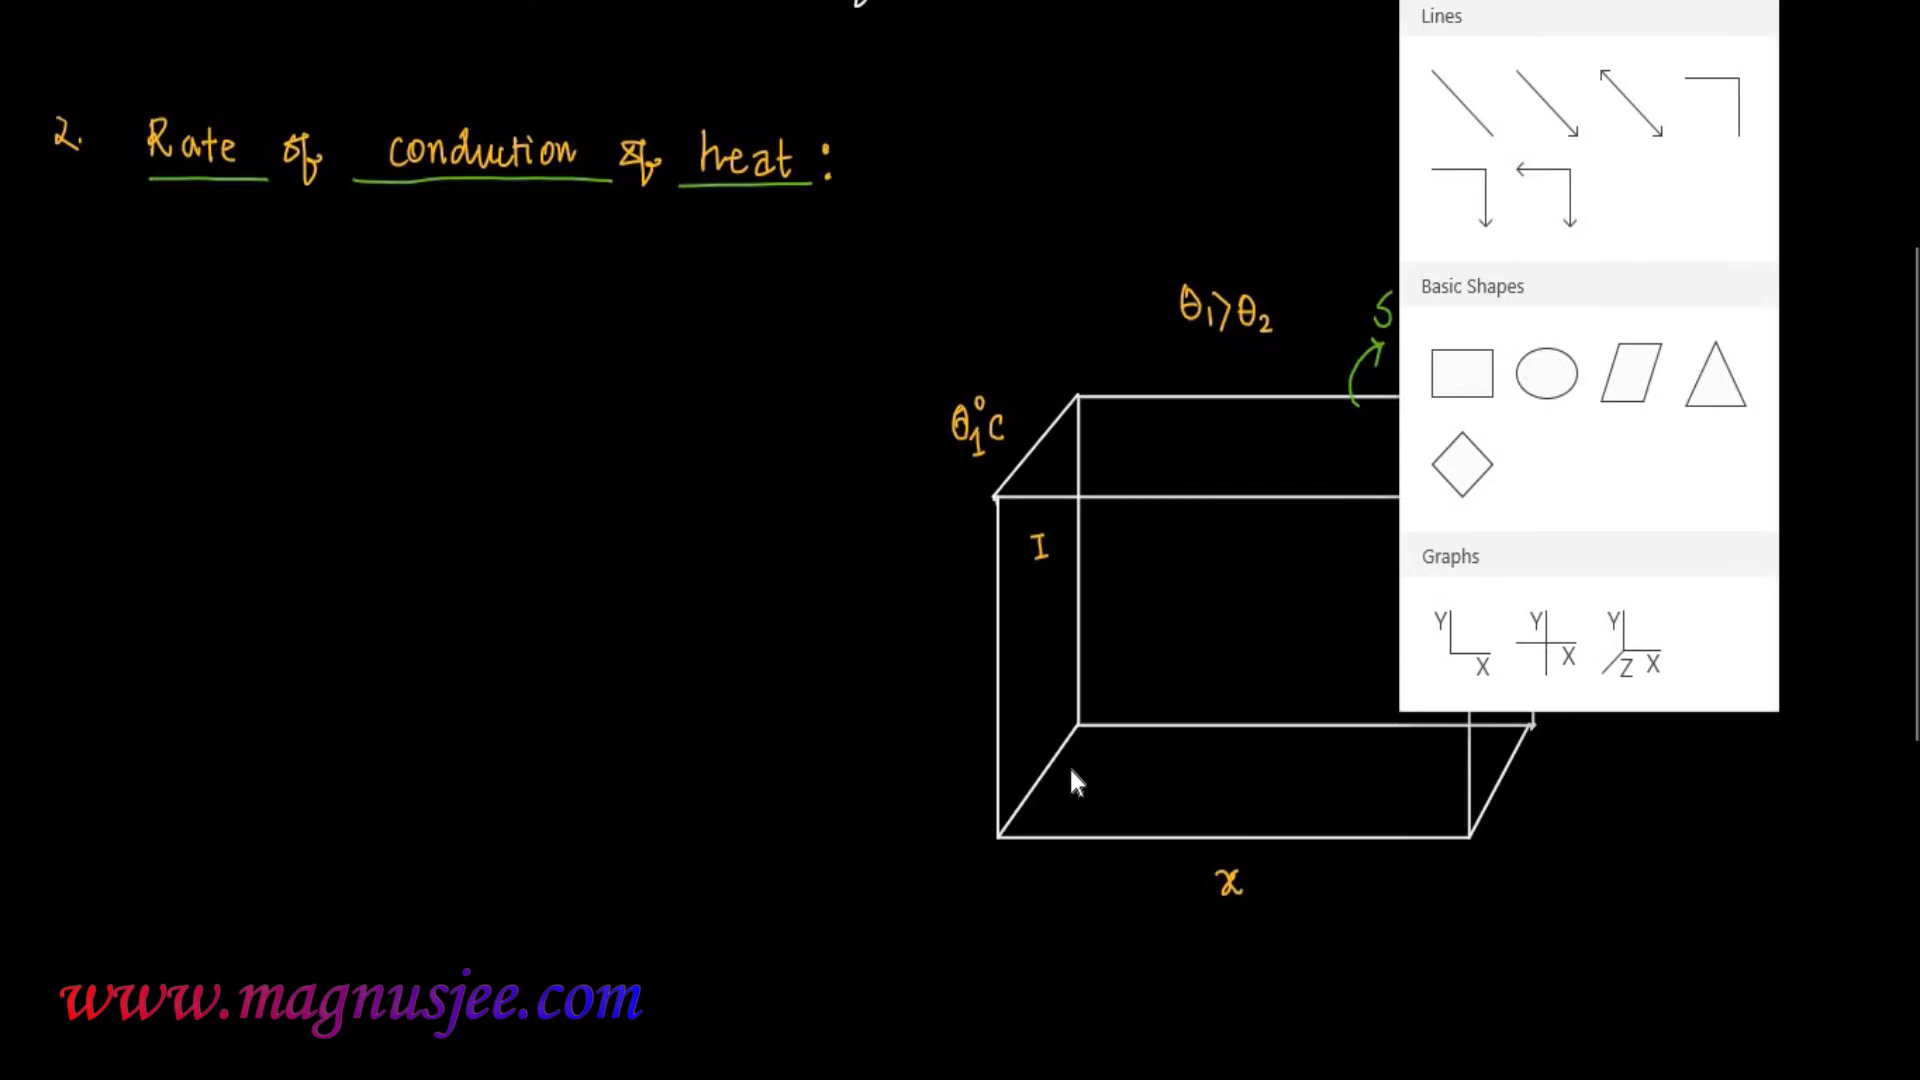 Lines
2. Rate of conduction of heat :
Basic Shapes
θ1>θ2
S
θ1°C
I
Graphs
Y X
Y X
Y Z X
x
www.magnusjee.com